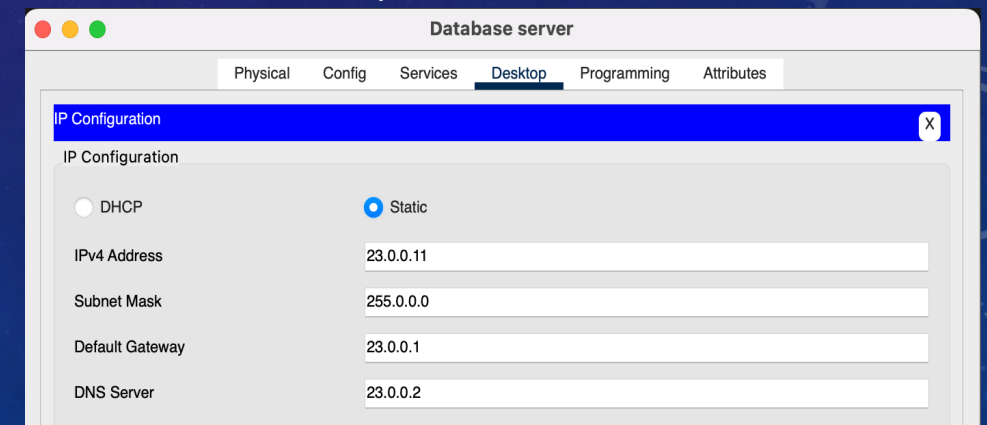 Database server
Physical Config Services Desktop Programming Attributes
IP Configuration X
IP Configuration
DHCP Static
IPv4 Address 23.0.0.11
Subnet Mask 255.0.0.0
Default Gateway 23.0.0.1
DNS Server 23.0.0.2